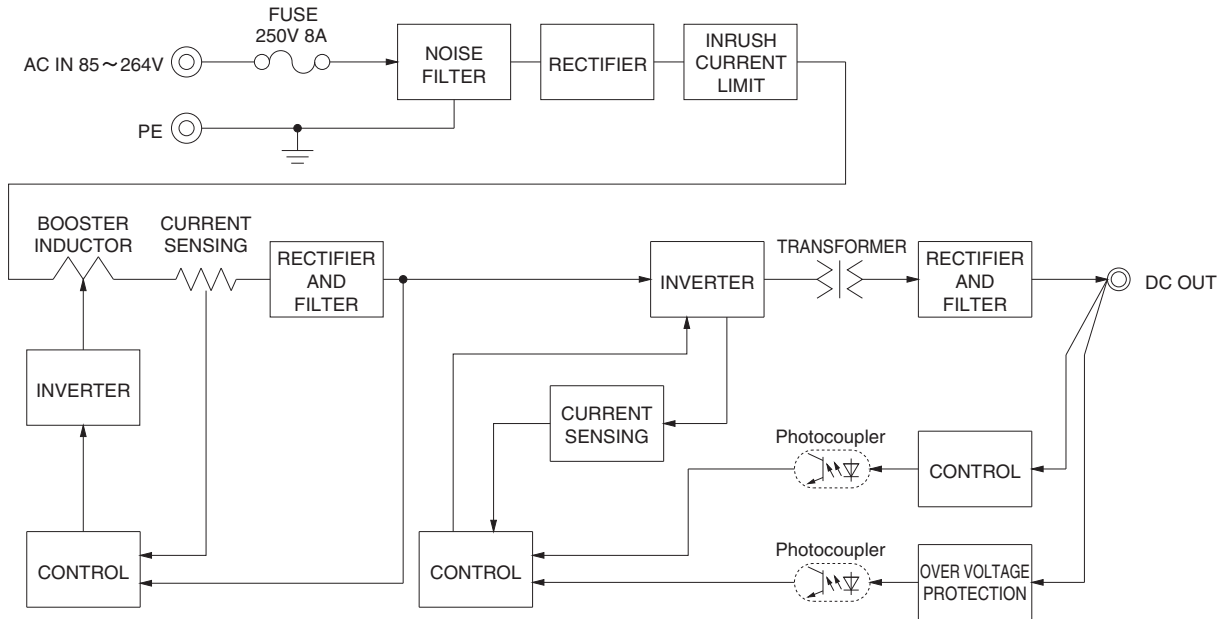 FUSE
250V 8A
AC IN 85～264V
NOISE
FILTER
RECTIFIER
INRUSH
CURRENT
LIMIT
PE
BOOSTER
INDUCTOR
CURRENT
SENSING
RECTIFIER
AND
FILTER
INVERTER
TRANSFORMER
RECTIFIER
AND
FILTER
DC OUT
INVERTER
CURRENT
SENSING
Photocoupler
CONTROL
CONTROL
CONTROL
Photocoupler
OVER VOLTAGE
PROTECTION